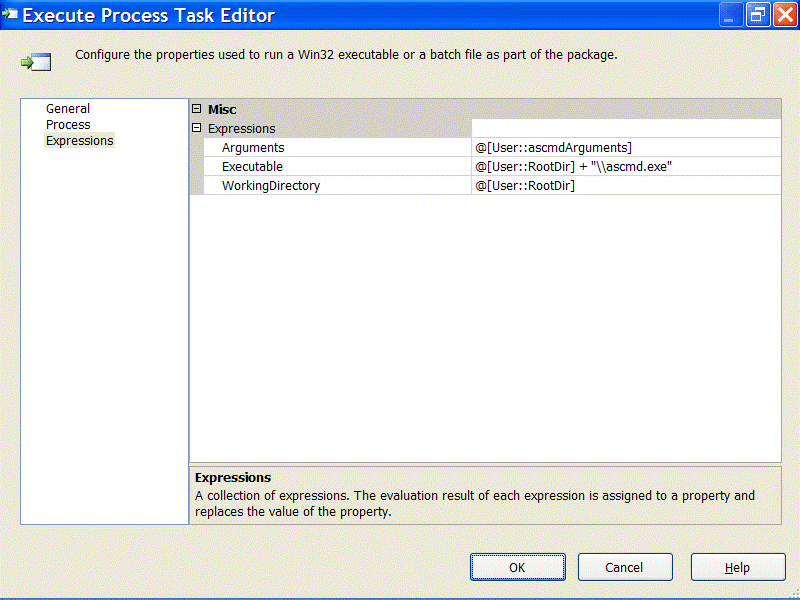 Execute Process Task Editor
Configure the properties used to run a Win32 executable or a batch file as part of the package.
General
Process
Expressions
Misc
Expressions
Arguments @[User::ascmdArguments]
Executable @[User::RootDir] + "\\ascmd.exe"
WorkingDirectory @[User::RootDir]
Expressions
A collection of expressions. The evaluation result of each expression is assigned to a property and
replaces the value of the property.
OK Cancel Help